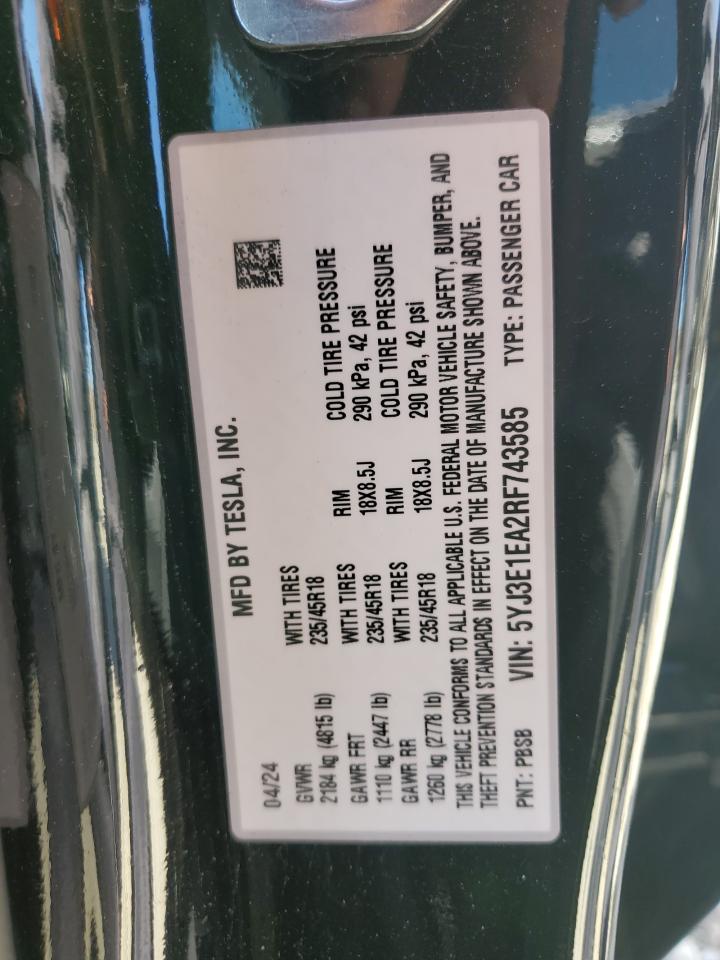 MFD BY TESLA, INC.
04/24
GVWR WITH TIRES
2184 kg (4815 lb) 235/45R18 RIM COLD TIRE PRESSURE
GAWR FRT WITH TIRES 18X8.5J 290 kPa, 42 psi
1110 kg (2447 lb) 235/45R18 RIM COLD TIRE PRESSURE
GAWR RR WITH TIRES 18X8.5J 290 kPa, 42 psi
1260 kg (2778 lb) 235/45R18
THIS VEHICLE CONFORMS TO ALL APPLICABLE U.S. FEDERAL MOTOR VEHICLE SAFETY, BUMPER, AND
THEFT PREVENTION STANDARDS IN EFFECT ON THE DATE OF MANUFACTURE SHOWN ABOVE.
PNT: PBSB VIN: 5YJ3E1EA2RF743585 TYPE: PASSENGER CAR